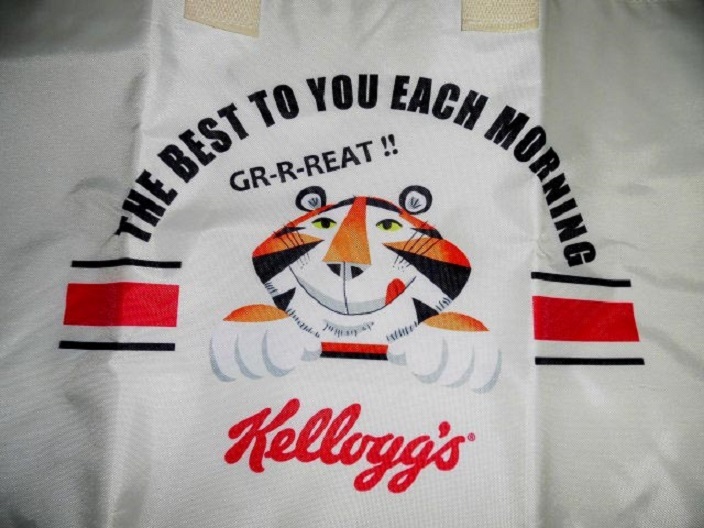 THE BEST TO YOU EACH MORNING
GR-R-REAT !!
Kellogg's®